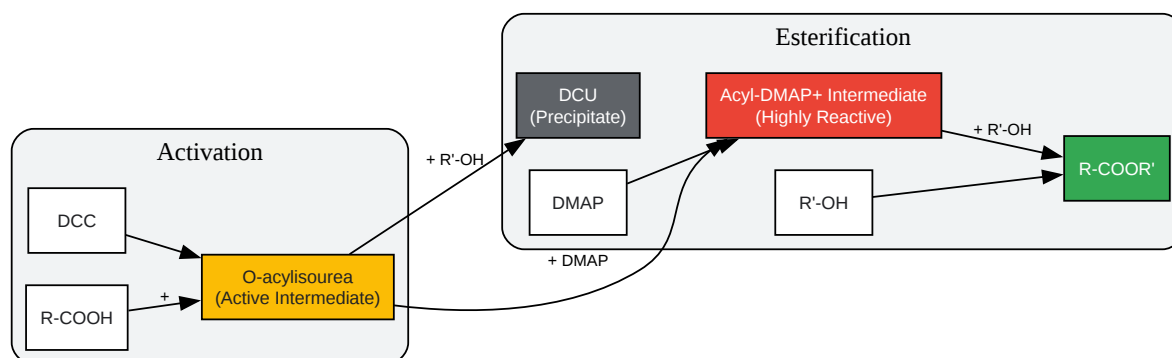 Esterification
DCU
(Precipitate)
Acyl-DMAP+ Intermediate
(Highly Reactive)
+ R'-OH
Activation
+ R'-OH
R-COOR'
DCC
DMAP
R'-OH
+ DMAP
O-acylisourea
(Active Intermediate)
+
R-COOH